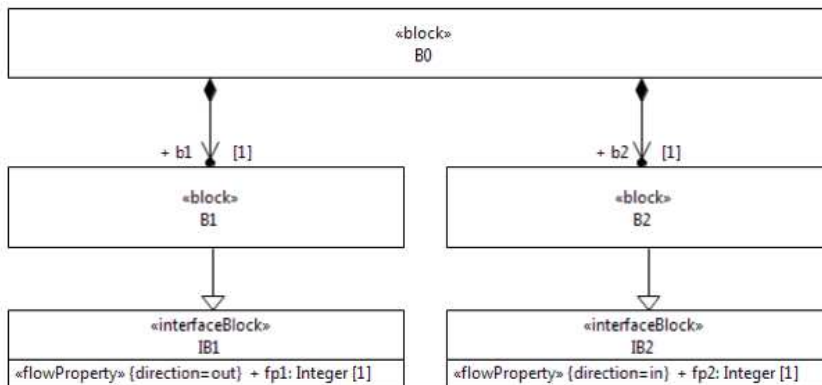 «block»
B0
+ b1 [1]
+ b2 [1]
«block»
B1
«block»
B2
«interfaceBlock»
IB1
«flowProperty» {direction=out} + fp1: Integer [1]
«interfaceBlock»
IB2
«flowProperty» {direction=in} + fp2: Integer [1]